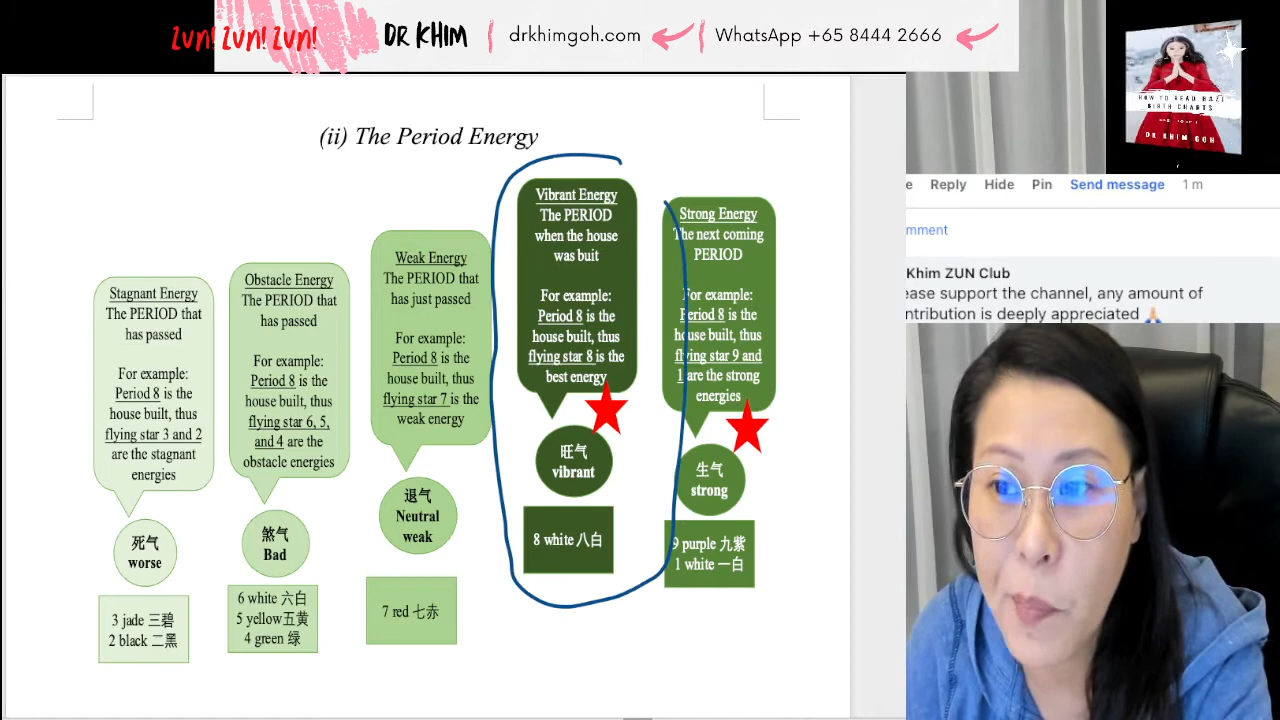 ZUN! ZUN! ZUN!
DR KHIM
drkhimgoh.com
WhatsApp +65 8444 2666
HOW TO READ BAZI
BIRTH CHARTS
DR KHIM GOH
Reply Hide Pin Send message 1 m
Khim ZUN Club
ease support the channel, any amount of
ntribution is deeply appreciated 🙏🏻
(ii) The Period Energy
Stagnant Energy
The PERIOD that
has passed
For example:
Period 8 is the
house built, thus
flying star 3 and 2
are the stagnant
energies
死气
worse
3 jade 三碧
2 black 二黑
Obstacle Energy
The PERIOD that
has passed
For example:
Period 8 is the
house built, thus
flying star 6, 5,
and 4 are the
obstacle energies
煞气
Bad
6 white 六白
5 yellow五黄
4 green 绿
Weak Energy
The PERIOD that
has just passed
For example:
Period 8 is the
house built, thus
flying star 7 is the
weak energy
退气
Neutral
weak
7 red 七赤
Vibrant Energy
The PERIOD
when the house
was buit
For example:
Period 8 is the
house built, thus
flying star 8 is the
best energy
旺气
vibrant
8 white 八白
Strong Energy
The next coming
PERIOD
For example:
Period 8 is the
house built, thus
flying star 9 and
1 are the strong
energies
生气
strong
9 purple 九紫
1 white 一白